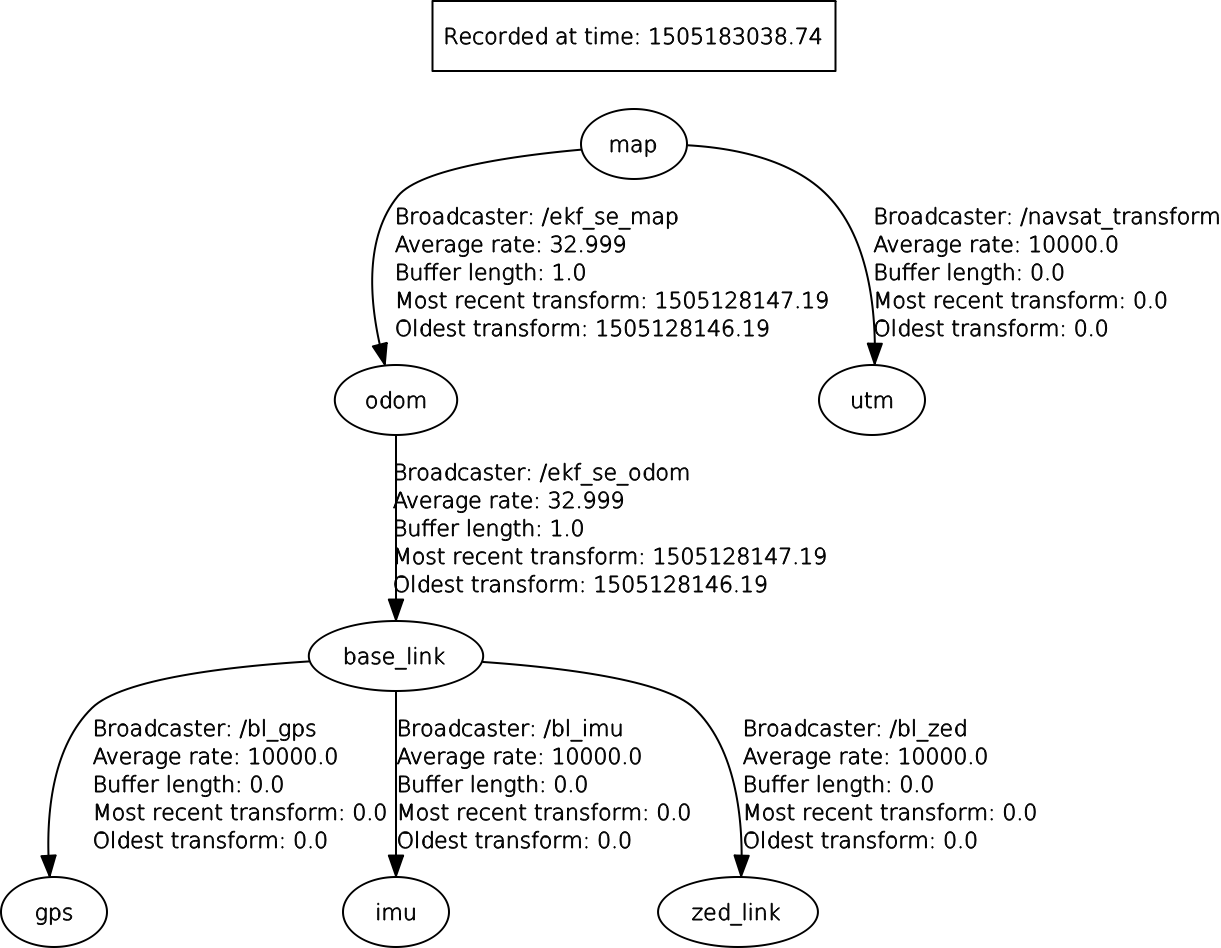 Recorded at time: 1505183038.74
map
Broadcaster: /ekf_se_map
Average rate: 32.999
Buffer length: 1.0
Most recent transform: 1505128147.19
Oldest transform: 1505128146.19
Broadcaster: /navsat_transform
Average rate: 10000.0
Buffer length: 0.0
Most recent transform: 0.0
Oldest transform: 0.0
odom
utm
Broadcaster: /ekf_se_odom
Average rate: 32.999
Buffer length: 1.0
Most recent transform: 1505128147.19
Oldest transform: 1505128146.19
base_link
Broadcaster: /bl_gps
Average rate: 10000.0
Buffer length: 0.0
Most recent transform: 0.0
Oldest transform: 0.0
Broadcaster: /bl_imu
Average rate: 10000.0
Buffer length: 0.0
Most recent transform: 0.0
Oldest transform: 0.0
Broadcaster: /bl_zed
Average rate: 10000.0
Buffer length: 0.0
Most recent transform: 0.0
Oldest transform: 0.0
gps
imu
zed_link